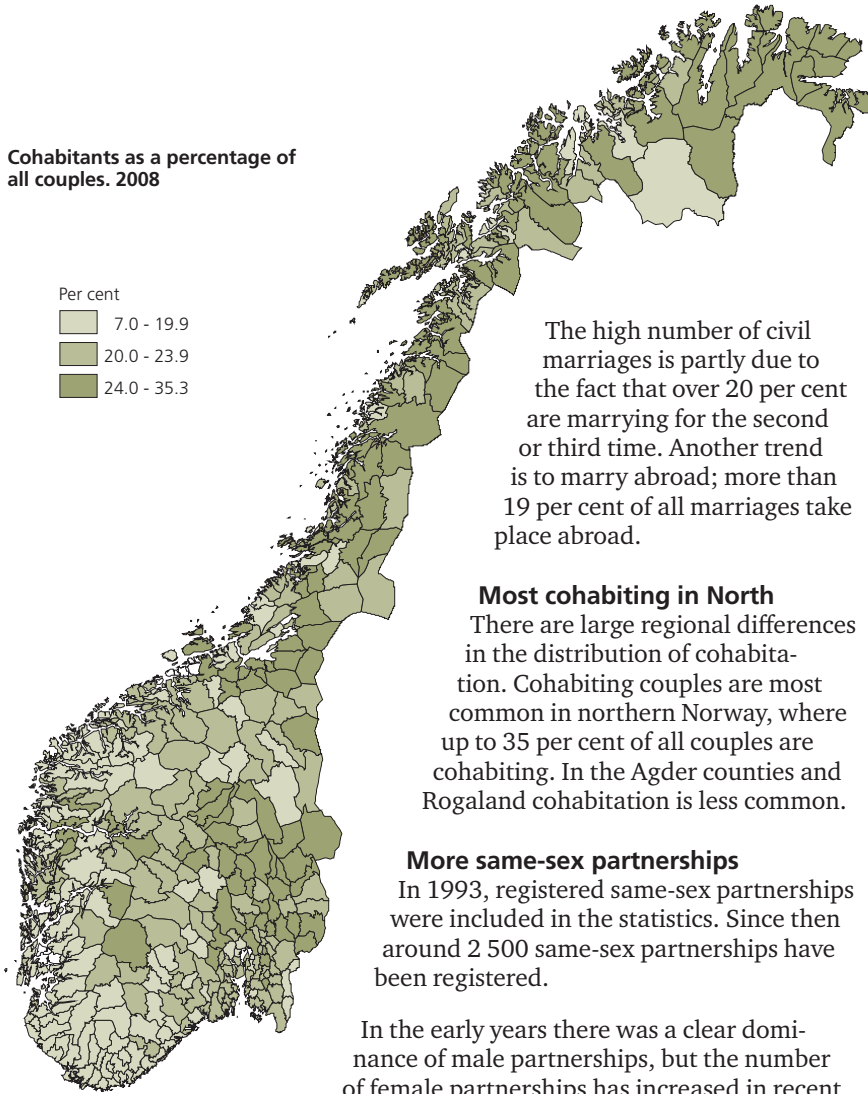 Cohabitants as a percentage of
all couples. 2008
Per cent
7.0 - 19.9
20.0 - 23.9
24.0 - 35.3
The high number of civil
marriages is partly due to
the fact that over 20 per cent
are marrying for the second
or third time. Another trend
is to marry abroad; more than
19 per cent of all marriages take
place abroad.
Most cohabiting in North
There are large regional differences
in the distribution of cohabita-
tion. Cohabiting couples are most
common in northern Norway, where
up to 35 per cent of all couples are
cohabiting. In the Agder counties and
Rogaland cohabitation is less common.
More same-sex partnerships
In 1993, registered same-sex partnerships
were included in the statistics. Since then
around 2 500 same-sex partnerships have
been registered.
In the early years there was a clear domi-
nance of male partnerships, but the number
of female partnerships has increased in recent